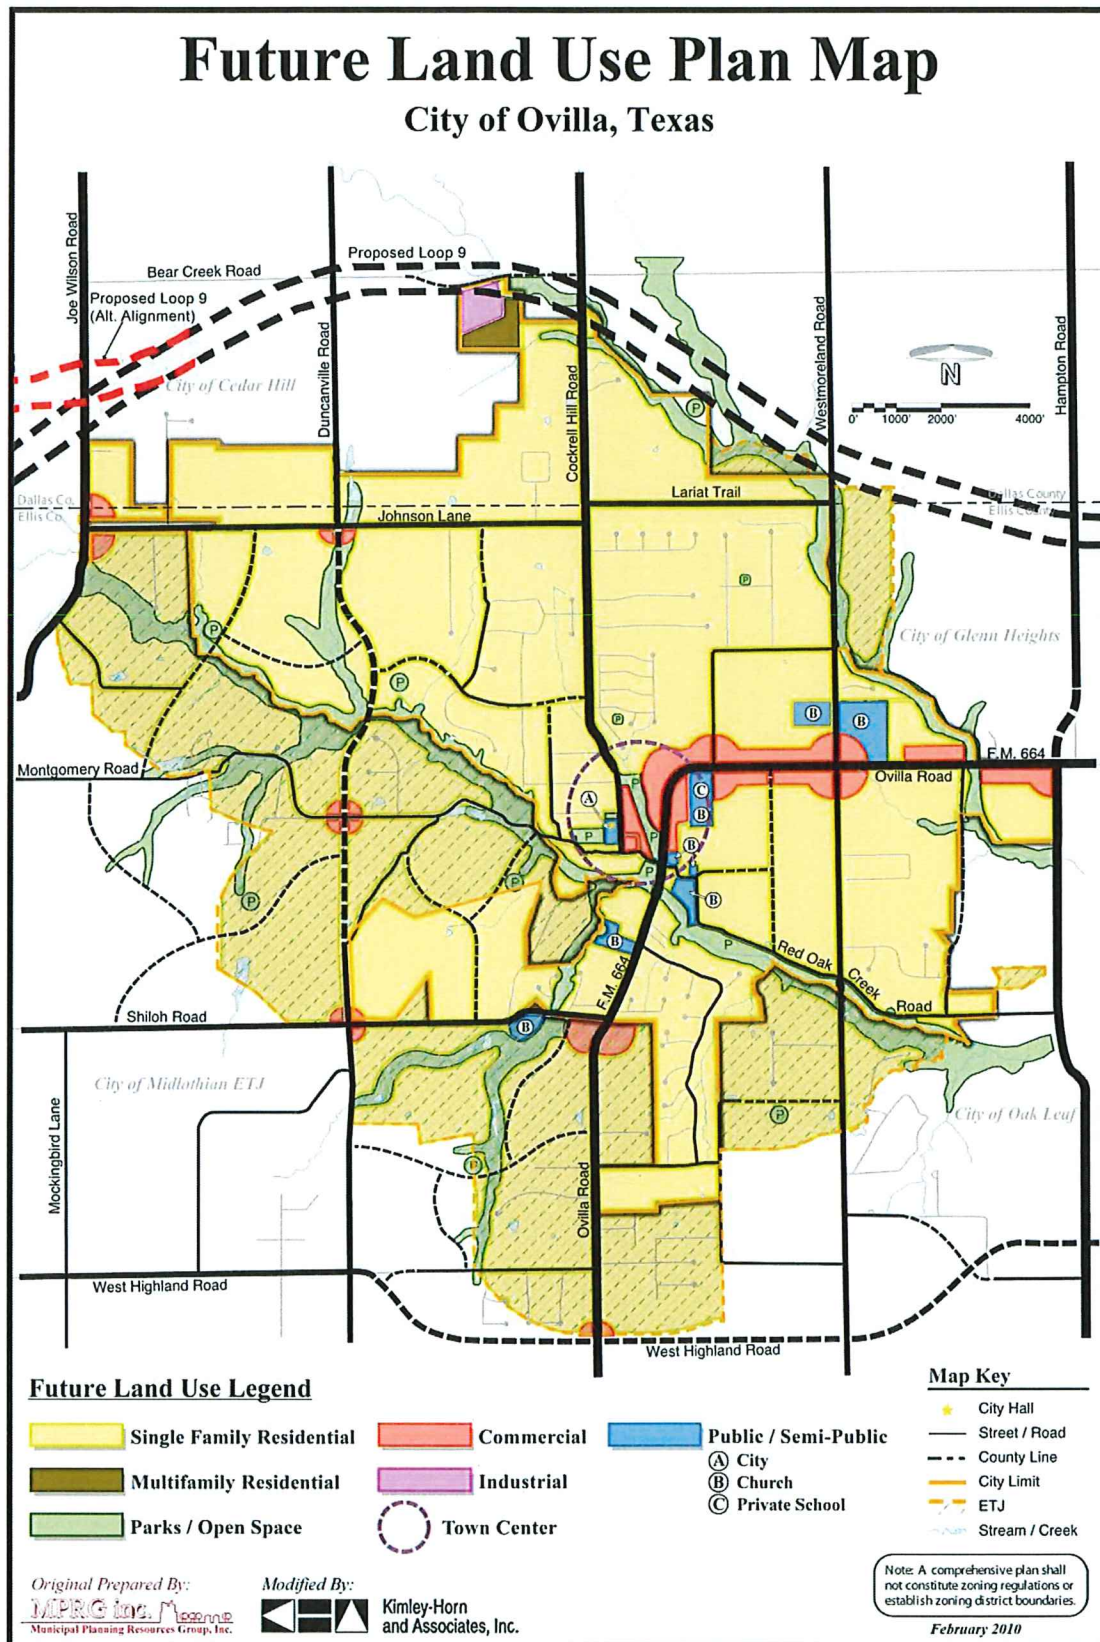 Future Land Use Plan Map
City of Ovilla, Texas
Joe Wilson Road
Bear Creek Road
Proposed Loop 9
Proposed Loop 9
(Alt. Alignment)
City of Cedar Hill
Duncanville Road
Cockrell Hill Road
Westmoreland Road
Hampton Road
N
0'
1000'
2000'
4000'
P
Dallas Co.
Ellis Co.
Lariat Trail
Dallas County
Ellis County
Johnson Lane
P
P
City of Glenn Heights
P
P
B
B
F.M. 664
Ovilla Road
Montgomery Road
P
C
B
A
P
P
B
P
P
P
B
B
P
Red Oak
Creek
Road
F.M. 664
Shiloh Road
B
City of Midlothian ETJ
City of Oak Leaf
P
Mockingbird Lane
P
Ovilla Road
West Highland Road
West Highland Road
Future Land Use Legend
Single Family Residential
Commercial
Public / Semi-Public
Multifamily Residential
Industrial
A City
B Church
C Private School
Parks / Open Space
Town Center
Map Key
City Hall
Street / Road
County Line
City Limit
ETJ
Stream / Creek
Original Prepared By:
MPRG inc.
Municipal Planning Resources Group, Inc.
Modified By:
Kimley-Horn
and Associates, Inc.
Note: A comprehensive plan shall
not constitute zoning regulations or
establish zoning district boundaries.
February 2010